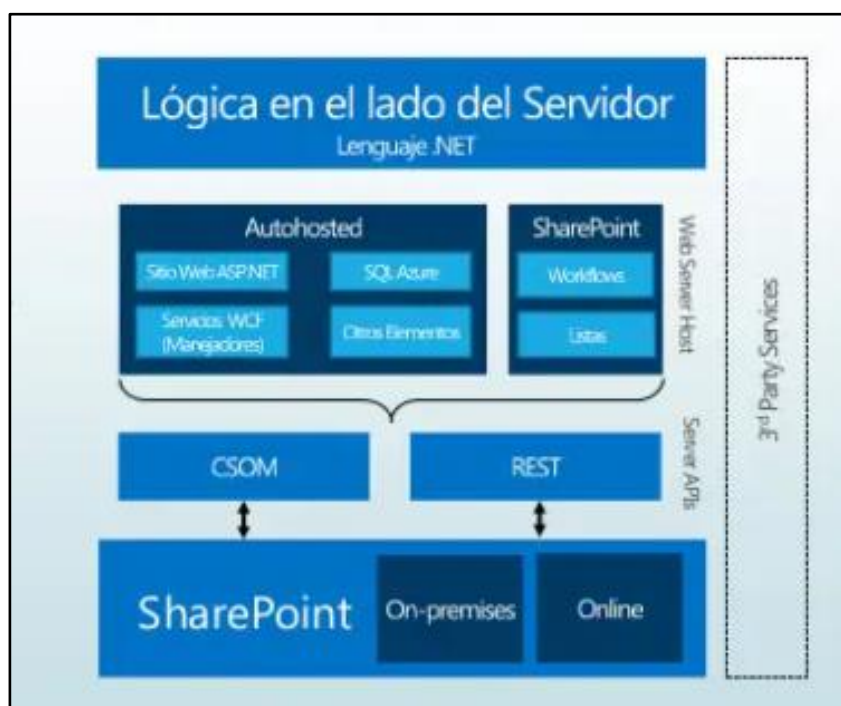 Lógica en el lado del Servidor
Lenguaje .NET
Autohosted
Sitio Web ASP.NET
SQL Azure
Servicios WCF
(Manejadores)
Otros Elementos
SharePoint
Workflows
Listas
Web Server Host
CSOM
REST
Server APIs
SharePoint
On-premises
Online
3rd Party Services